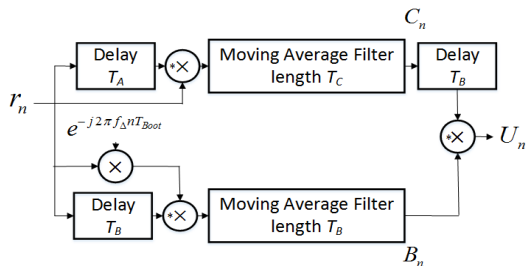 C_n
Delay
T_A
*×
Moving Average Filter
length T_C
Delay
T_B
r_n
e^{-j2πf_Δ nT_Boot}
*×
U_n
×
Delay
T_B
*×
Moving Average Filter
length T_B
B_n